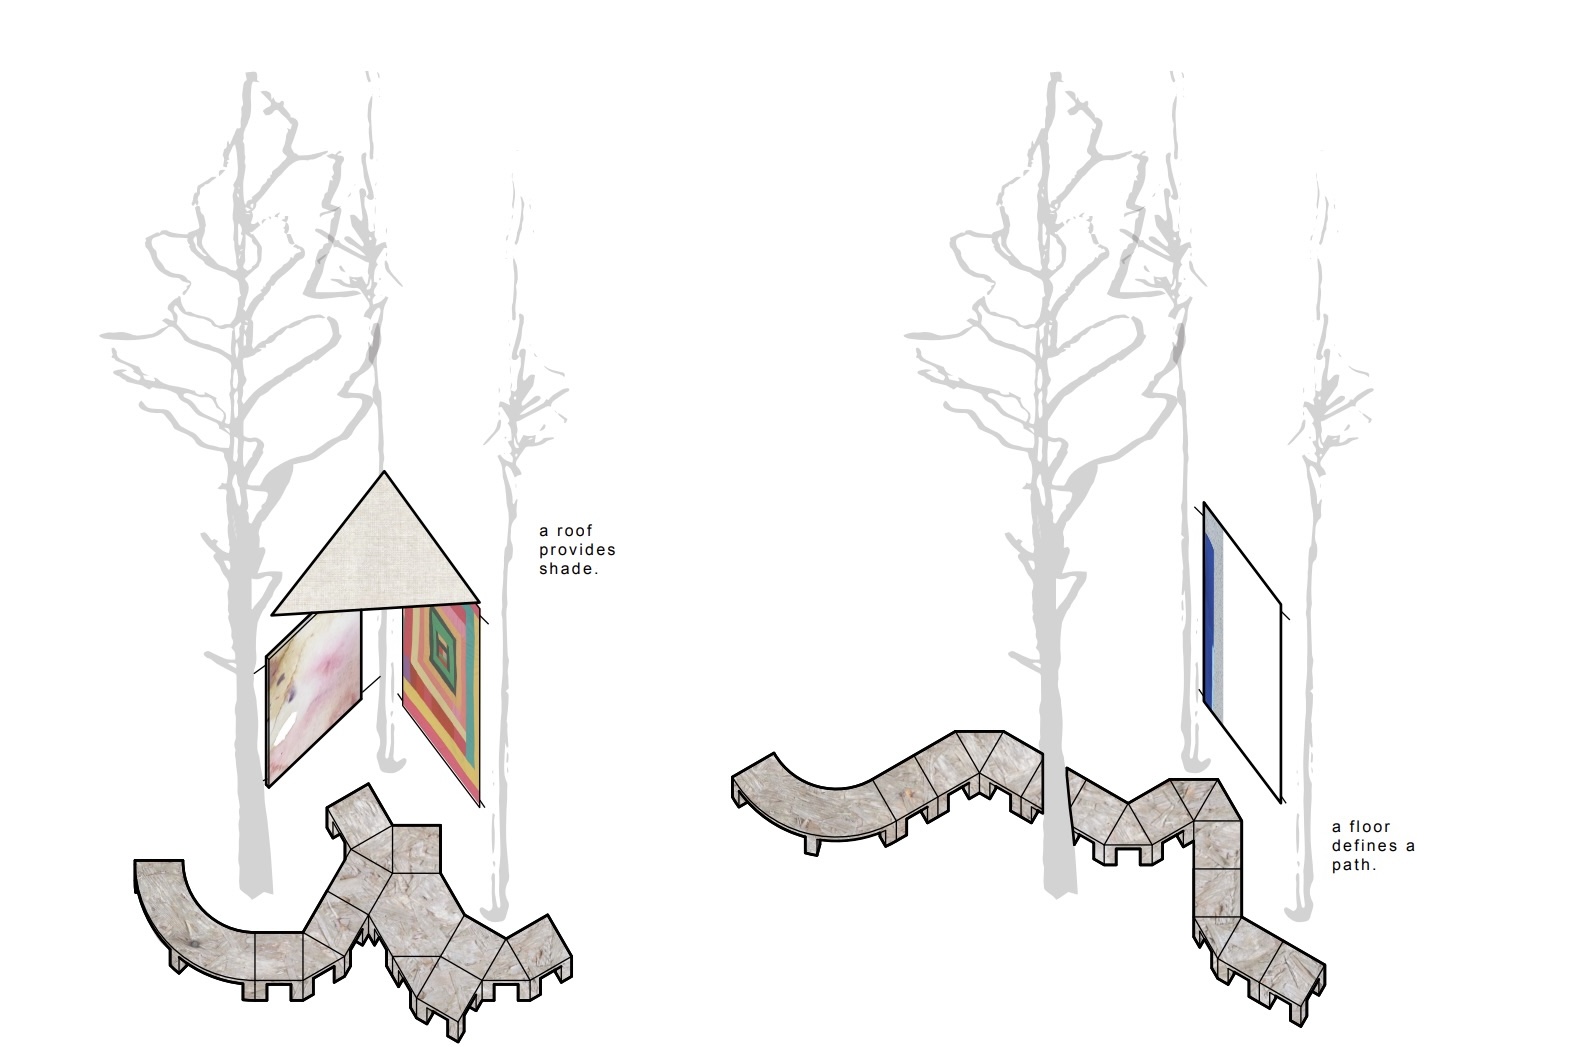 a roof
provides
shade.
a floor
defines a
path.